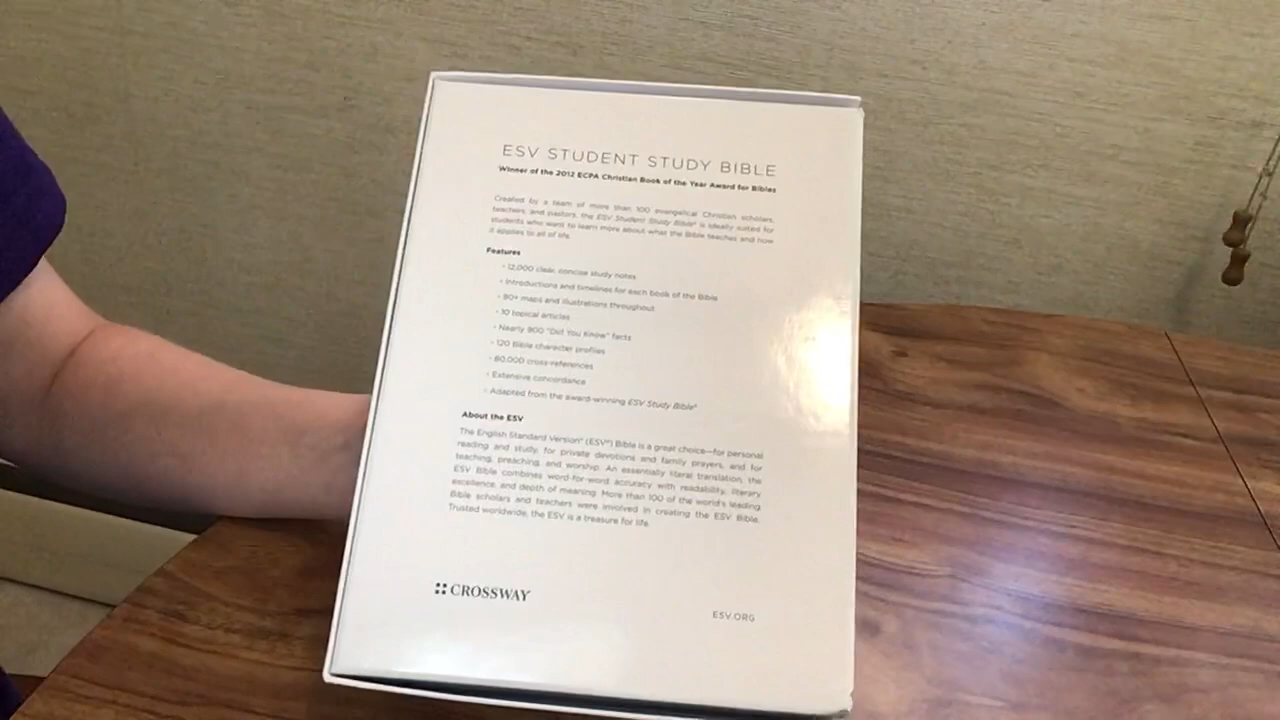 ESV STUDENT STUDY BIBLE
Winner of the 2012 ECPA Christian Book of the Year Award for Bibles
Created by a team of more than 100 evangelical Christian scholars,
teachers, and pastors, the ESV Student Study Bible® is ideally suited for
students who want to learn more about what the Bible teaches and how
it applies to all of life.
Features
• 12,000 clear, concise study notes
• Introductions and timelines for each book of the Bible
• 80+ maps and illustrations throughout
• 10 topical articles
• Nearly 900 "Did You Know" facts
• 120 Bible character profiles
• 80,000 cross-references
• Extensive concordance
• Adapted from the award-winning ESV Study Bible®
About the ESV
The English Standard Version® (ESV®) Bible is a great choice—for personal
reading and study, for private devotions and family prayers, and for
teaching, preaching, and worship. An essentially literal translation, the
ESV Bible combines word-for-word accuracy with readability, literary
excellence, and depth of meaning. More than 100 of the world's leading
Bible scholars and teachers were involved in creating the ESV Bible.
Trusted worldwide, the ESV is a treasure for life.
CROSSWAY
ESV.ORG